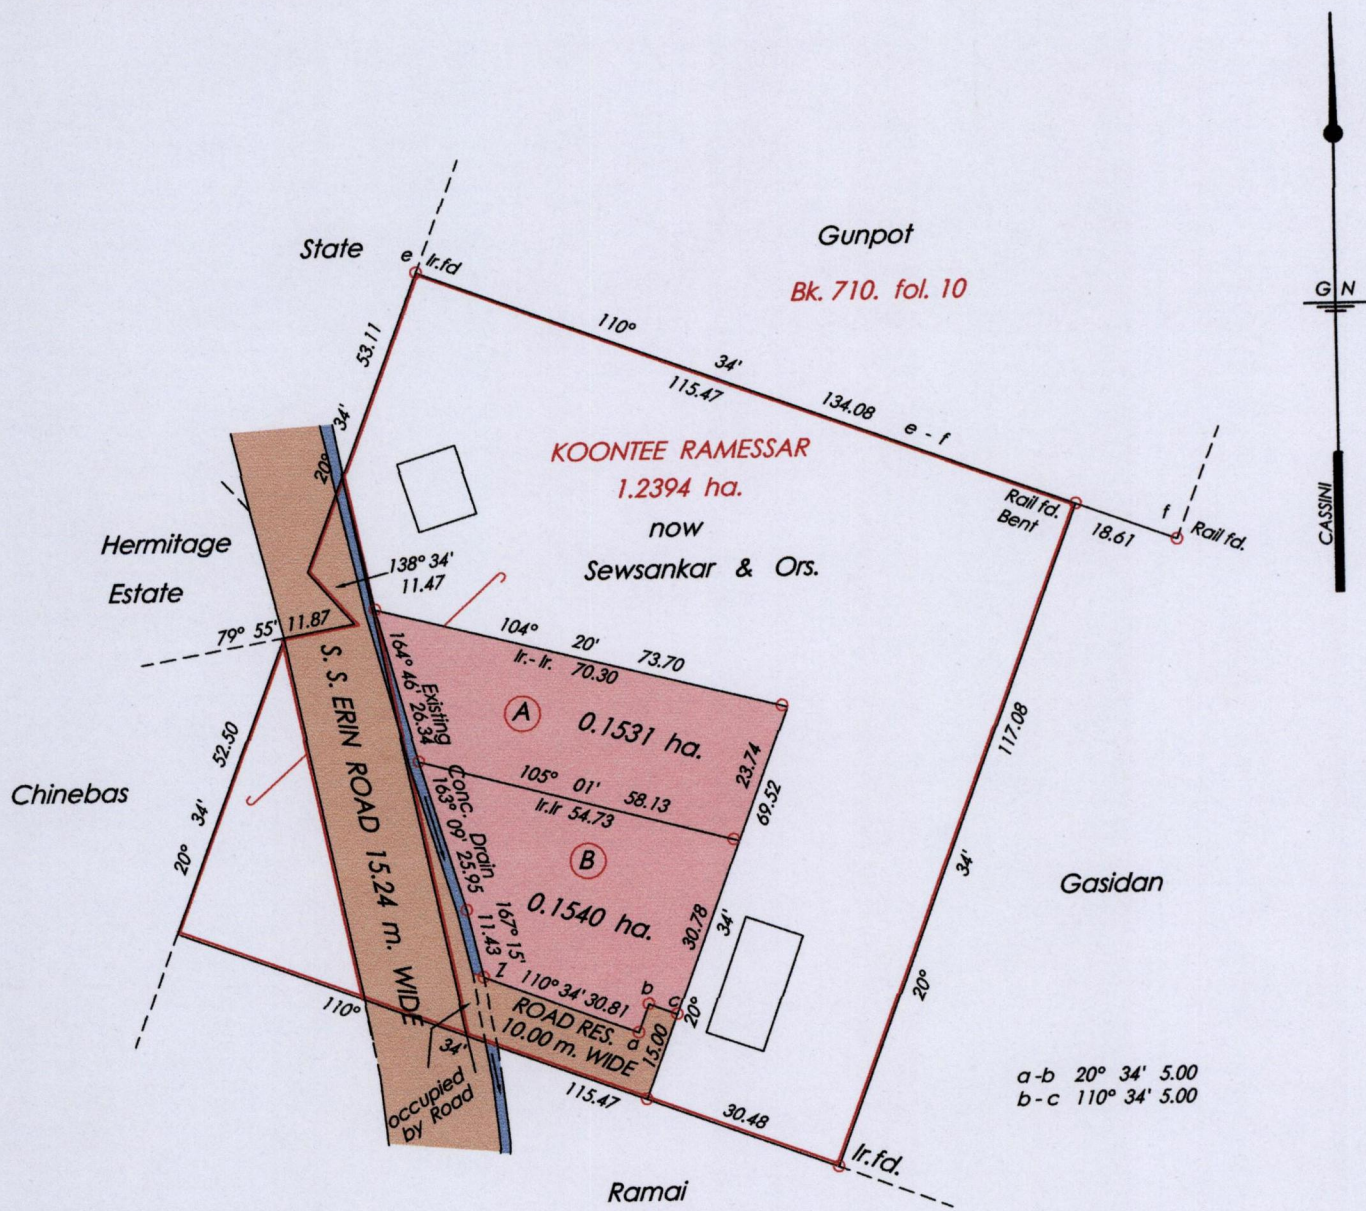 State
e
Ir.fd
Gunpot
Bk. 710. fol. 10
G N
CASSINI
53.11
34'
20°
110°
34'
115.47
134.08
e - f
KOONTEE RAMESSAR
1.2394 ha.
now
Sewsankar & Ors.
Rail fd.
Bent
18.61
f
Rail fd.
Hermitage
Estate
138° 34'
11.47
79° 55' 11.87
104° 20' 73.70
Ir.- Ir. 70.30
164° 46' 26.34
Existing
Conc. Drain
163° 09' 25.95
167° 15'
11.43
S. S. ERIN ROAD 15.24 m. WIDE
A
0.1531 ha.
105° 01' 58.13
Ir.Ir 54.73
23.74
69.52
B
0.1540 ha.
30.78
34'
20°
117.08
34'
20°
52.50
34'
20°
Chinebas
Gasidan
1
110° 34' 30.81
a
b
c
15.00
ROAD RES.
10.00 m. WIDE
110°
34'
occupied
by Road
115.47
30.48
Ir.fd.
a-b 20° 34' 5.00
b-c 110° 34' 5.00
Ramai